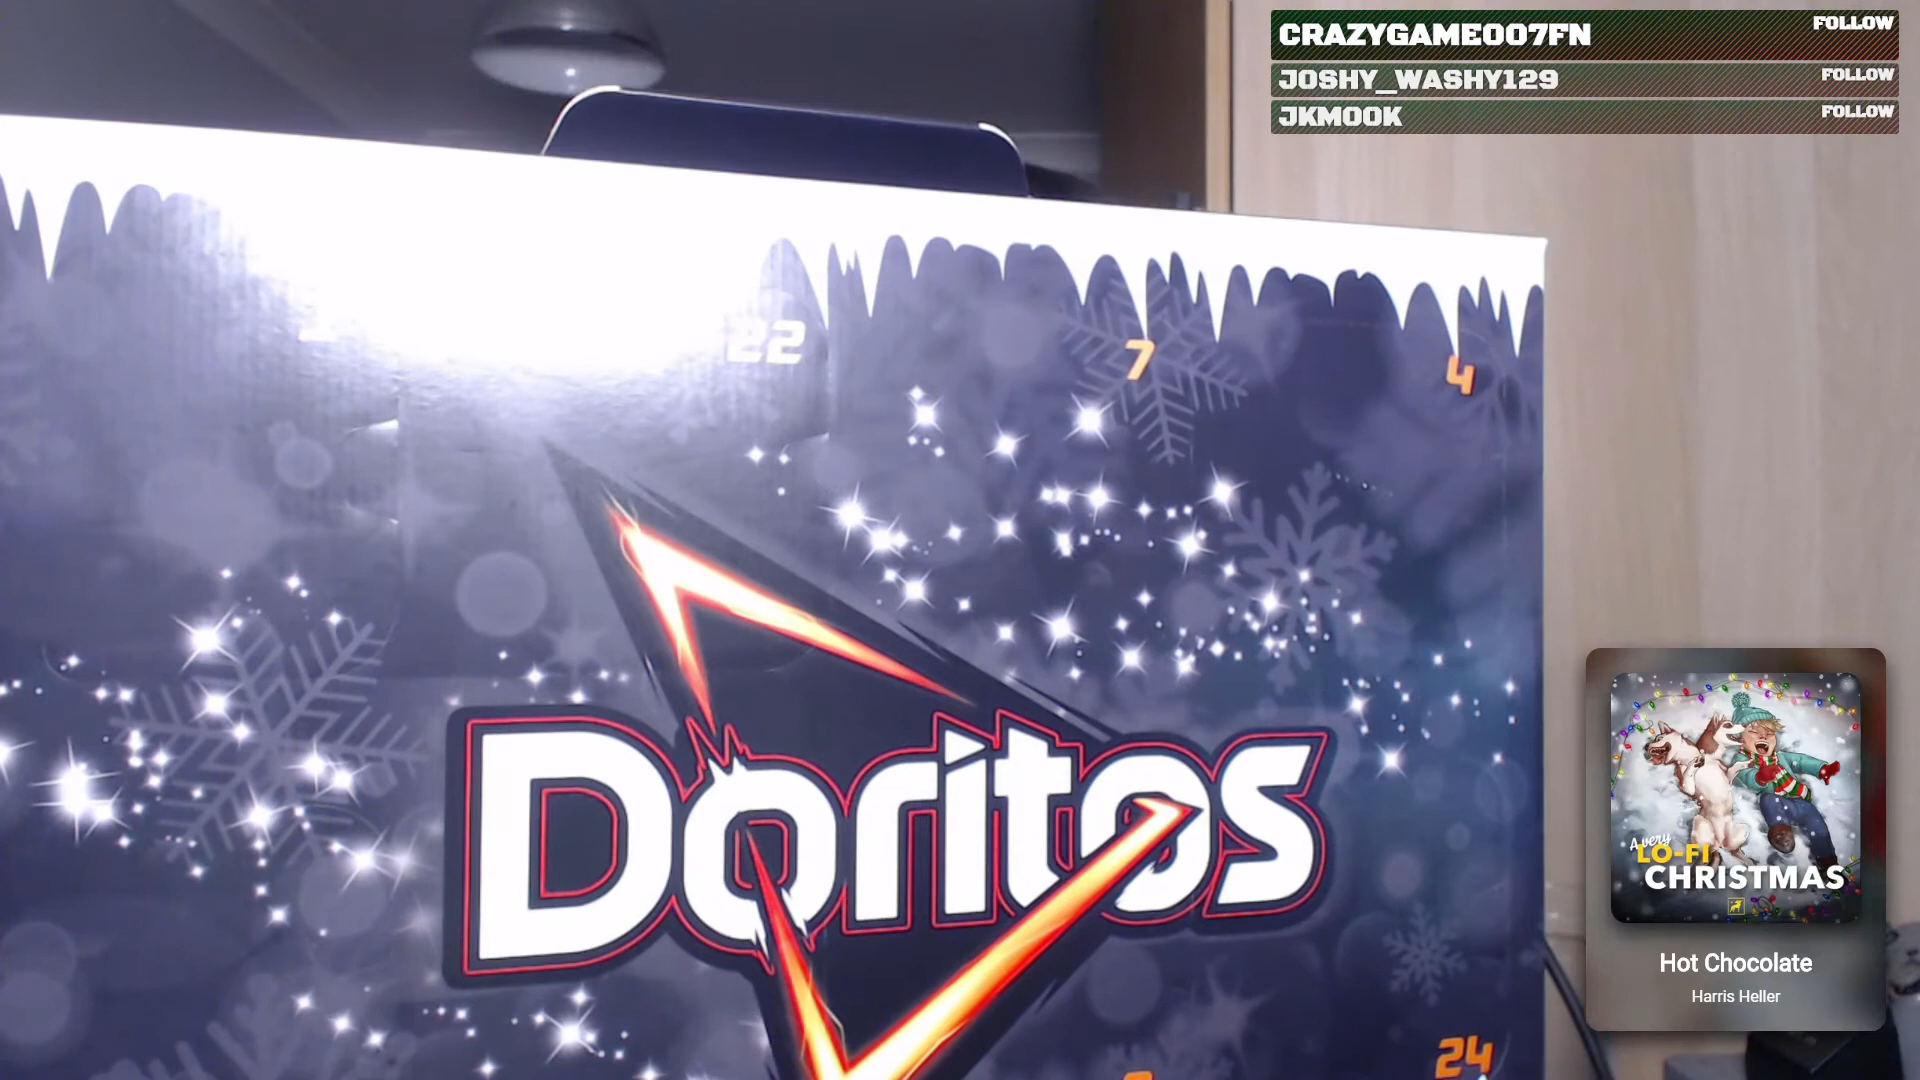 CRAZYGAME007FN FOLLOW
JOSHY_WASHY129 FOLLOW
JKMOOK FOLLOW
22
7
4
Doritos
24
A very
LO-FI
CHRISTMAS
Hot Chocolate
Harris Heller